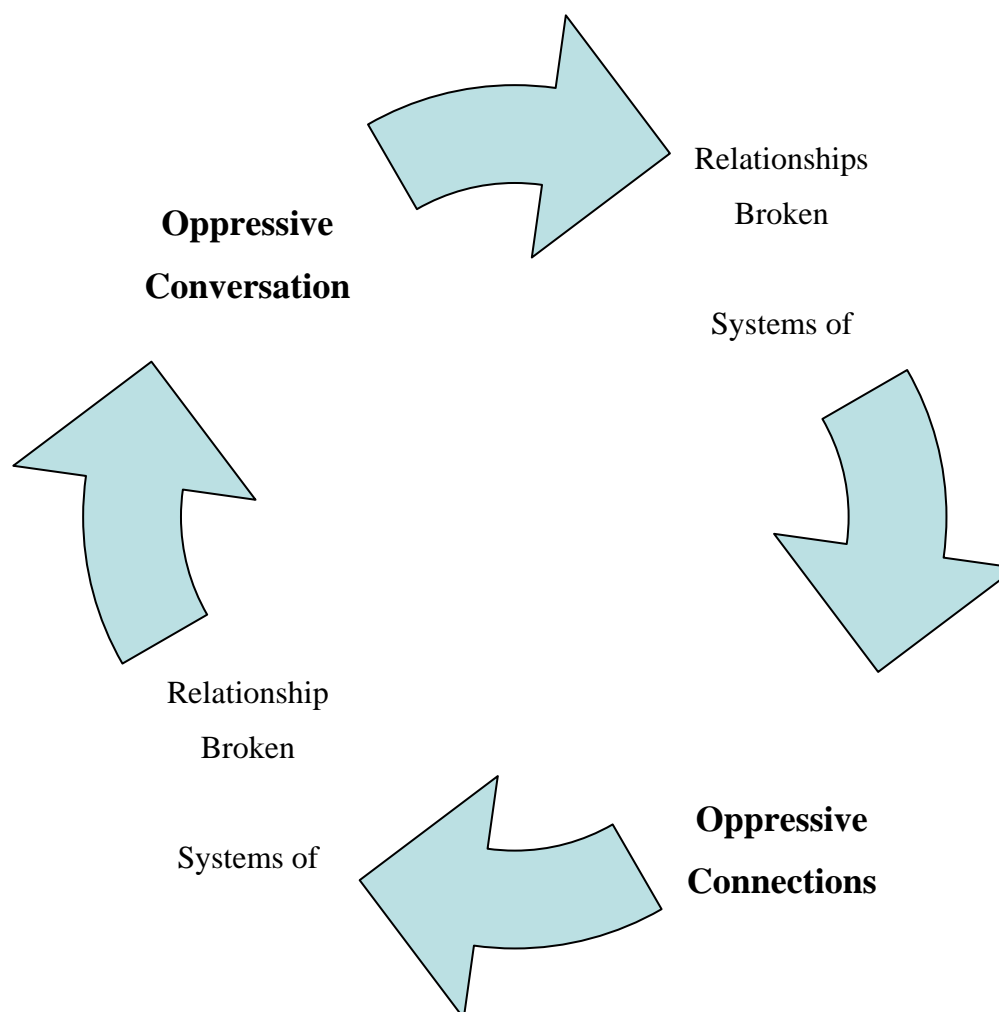 Relationships
Broken
Systems of
Oppressive
Conversation
Relationship
Broken
Systems of
Oppressive
Connections